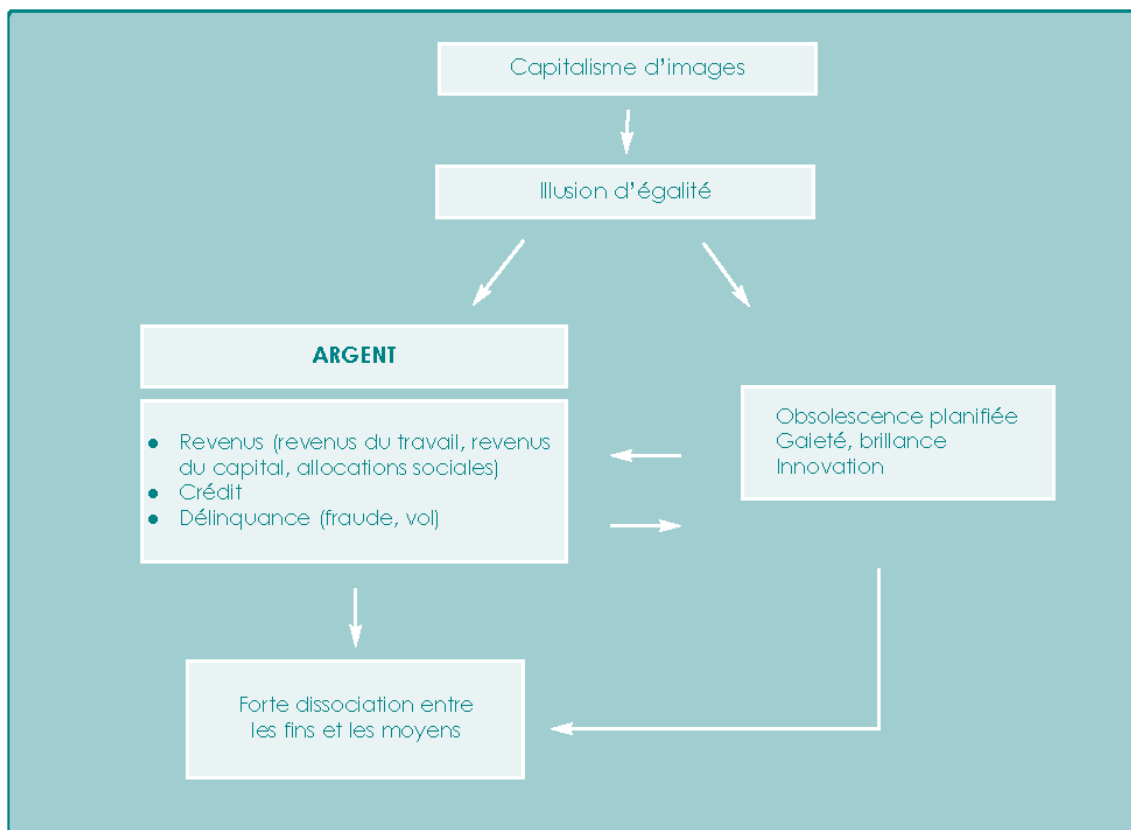 Capitalisme d'images
Illusion d'égalité
ARGENT
● Revenus (revenus du travail, revenus
du capital, allocations sociales)
● Crédit
● Délinquance (fraude, vol)
Obsolescence planifiée
Gaieté, brillance
Innovation
Forte dissociation entre
les fins et les moyens